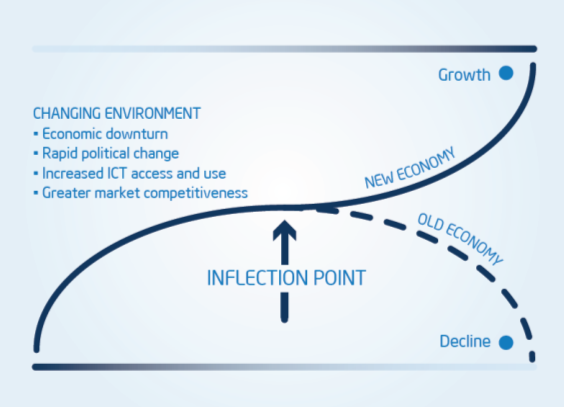 Growth
CHANGING ENVIRONMENT
▪ Economic downturn
▪ Rapid political change
▪ Increased ICT access and use
▪ Greater market competitiveness
NEW ECONOMY
OLD ECONOMY
INFLECTION POINT
Decline